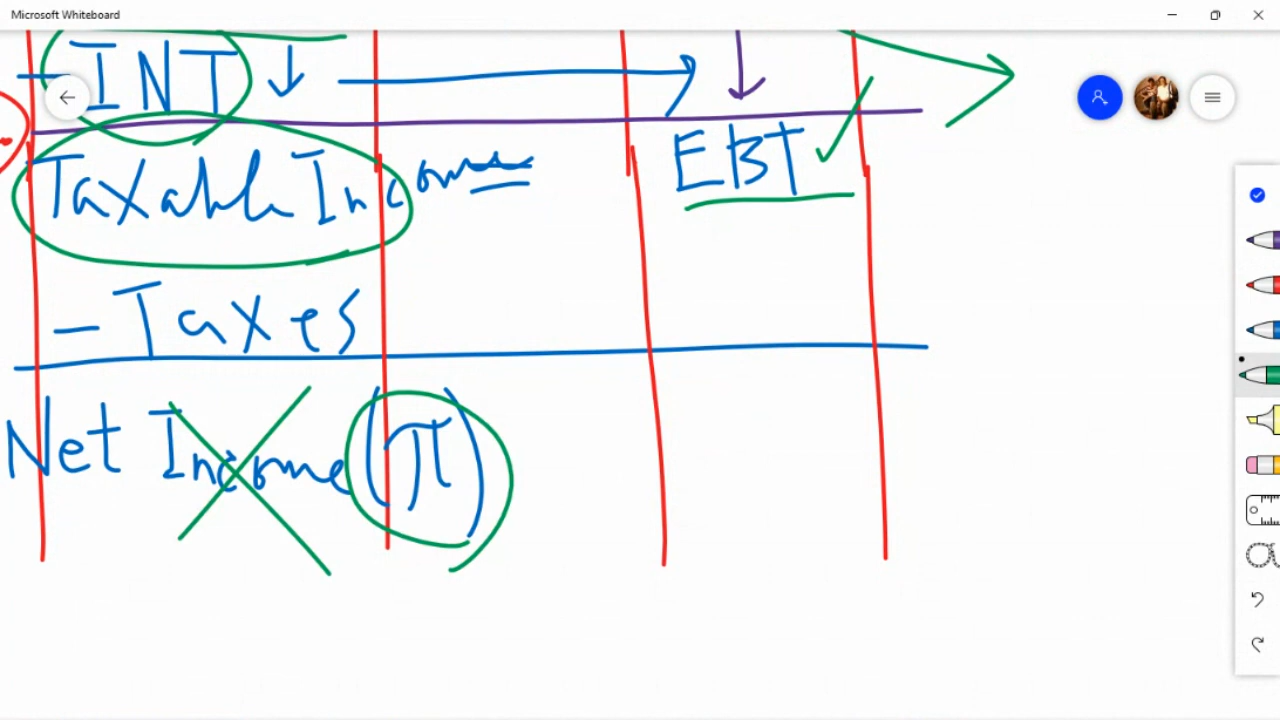 Microsoft Whiteboard
- INT ↓
Taxable Income EBT ✓
- Taxes
Net Income (π)